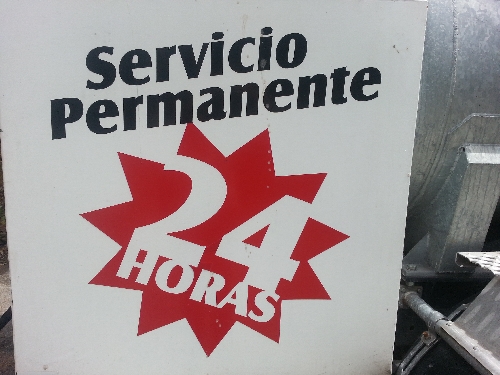 Servicio
Permanente
24
HORAS